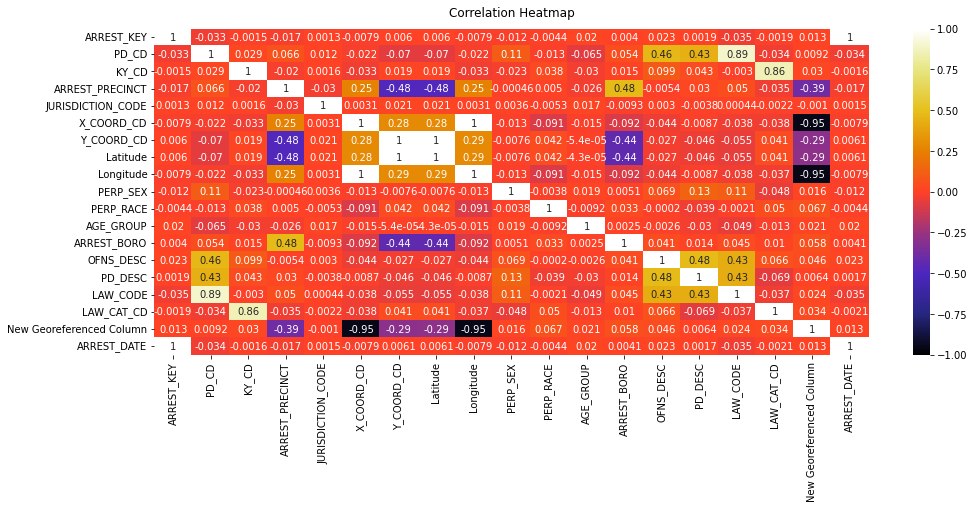 Correlation Heatmap
ARREST_KEY 1 -0.033 -0.0015 -0.017 0.0013 -0.0079 0.006 0.006 -0.0079 -0.012 -0.0044 0.02 0.004 0.023 0.0019 -0.035 -0.0019 0.013 1
PD_CD -0.033 1 0.029 0.066 0.012 -0.022 -0.07 -0.07 -0.022 0.11 -0.013 -0.065 0.054 0.46 0.43 0.89 -0.034 0.0092 -0.034
KY_CD -0.0015 0.029 1 -0.02 0.0016 -0.033 0.019 0.019 -0.033 -0.023 0.038 -0.03 0.015 0.099 0.043 -0.003 0.86 0.03 -0.0016
ARREST_PRECINCT -0.017 0.066 -0.02 1 -0.03 0.25 -0.48 -0.48 0.25 -0.00046 0.005 -0.026 0.48 -0.0054 0.03 0.05 -0.035 -0.39 -0.017
JURISDICTION_CODE 0.0013 0.012 0.0016 -0.03 1 0.0031 0.021 0.021 0.0031 0.0036 -0.0053 0.017 -0.0093 0.003 -0.0038 0.00044 -0.0022 -0.001 0.0015
X_COORD_CD -0.0079 -0.022 -0.033 0.25 0.0031 1 0.28 0.28 1 -0.013 -0.091 -0.015 -0.092 -0.044 -0.0087 -0.038 -0.038 -0.95 -0.0079
Y_COORD_CD 0.006 -0.07 0.019 -0.48 0.021 0.28 1 1 0.29 -0.0076 0.042 -5.4e-05 -0.44 -0.027 -0.046 -0.055 0.041 -0.29 0.0061
Latitude 0.006 -0.07 0.019 -0.48 0.021 0.28 1 1 0.29 -0.0076 0.042 -4.3e-05 -0.44 -0.027 -0.046 -0.055 0.041 -0.29 0.0061
Longitude -0.0079 -0.022 -0.033 0.25 0.0031 1 0.29 0.29 1 -0.013 -0.091 -0.015 -0.092 -0.044 -0.0087 -0.038 -0.037 -0.95 -0.0079
PERP_SEX -0.012 0.11 -0.023 -0.00046 0.0036 -0.013 -0.0076 -0.0076 -0.013 1 -0.0038 0.019 0.0051 0.069 0.13 0.11 -0.048 0.016 -0.012
PERP_RACE -0.0044 -0.013 0.038 0.005 -0.0053 -0.091 0.042 0.042 -0.091 -0.0038 1 -0.0092 0.033 -0.0002 -0.039 -0.0021 0.05 0.067 -0.0044
AGE_GROUP 0.02 -0.065 -0.03 -0.026 0.017 -0.015 -5.4e-05 -4.3e-05 -0.015 0.019 -0.0092 1 0.0025 -0.0026 -0.03 -0.049 -0.013 0.021 0.02
ARREST_BORO 0.004 0.054 0.015 0.48 -0.0093 -0.092 -0.44 -0.44 -0.092 0.0051 0.033 0.0025 1 0.041 0.014 0.045 0.01 0.058 0.0041
OFNS_DESC 0.023 0.46 0.099 -0.0054 0.003 -0.044 -0.027 -0.027 -0.044 0.069 -0.0002 -0.0026 0.041 1 0.48 0.43 0.066 0.046 0.023
PD_DESC 0.0019 0.43 0.043 0.03 -0.0038 -0.0087 -0.046 -0.046 -0.0087 0.13 -0.039 -0.03 0.014 0.48 1 0.43 -0.069 0.0064 0.0017
LAW_CODE -0.035 0.89 -0.003 0.05 0.00044 -0.038 -0.055 -0.055 -0.038 0.11 -0.0021 -0.049 0.045 0.43 0.43 1 -0.037 0.024 -0.035
LAW_CAT_CD -0.0019 -0.034 0.86 -0.035 -0.0022 -0.038 0.041 0.041 -0.037 -0.048 0.05 -0.013 0.01 0.066 -0.069 -0.037 1 0.034 -0.0021
New Georeferenced Column 0.013 0.0092 0.03 -0.39 -0.001 -0.95 -0.29 -0.29 -0.95 0.016 0.067 0.021 0.058 0.046 0.0064 0.024 0.034 1 0.013
ARREST_DATE 1 -0.034 -0.0016 -0.017 0.0015 -0.0079 0.0061 0.0061 -0.0079 -0.012 -0.0044 0.02 0.0041 0.023 0.0017 -0.035 -0.0021 0.013 1
ARREST_KEY
PD_CD
KY_CD
ARREST_PRECINCT
JURISDICTION_CODE
X_COORD_CD
Y_COORD_CD
Latitude
Longitude
PERP_SEX
PERP_RACE
AGE_GROUP
ARREST_BORO
OFNS_DESC
PD_DESC
LAW_CODE
LAW_CAT_CD
New Georeferenced Column
ARREST_DATE
1.00
0.75
0.50
0.25
0.00
-0.25
-0.50
-0.75
-1.00